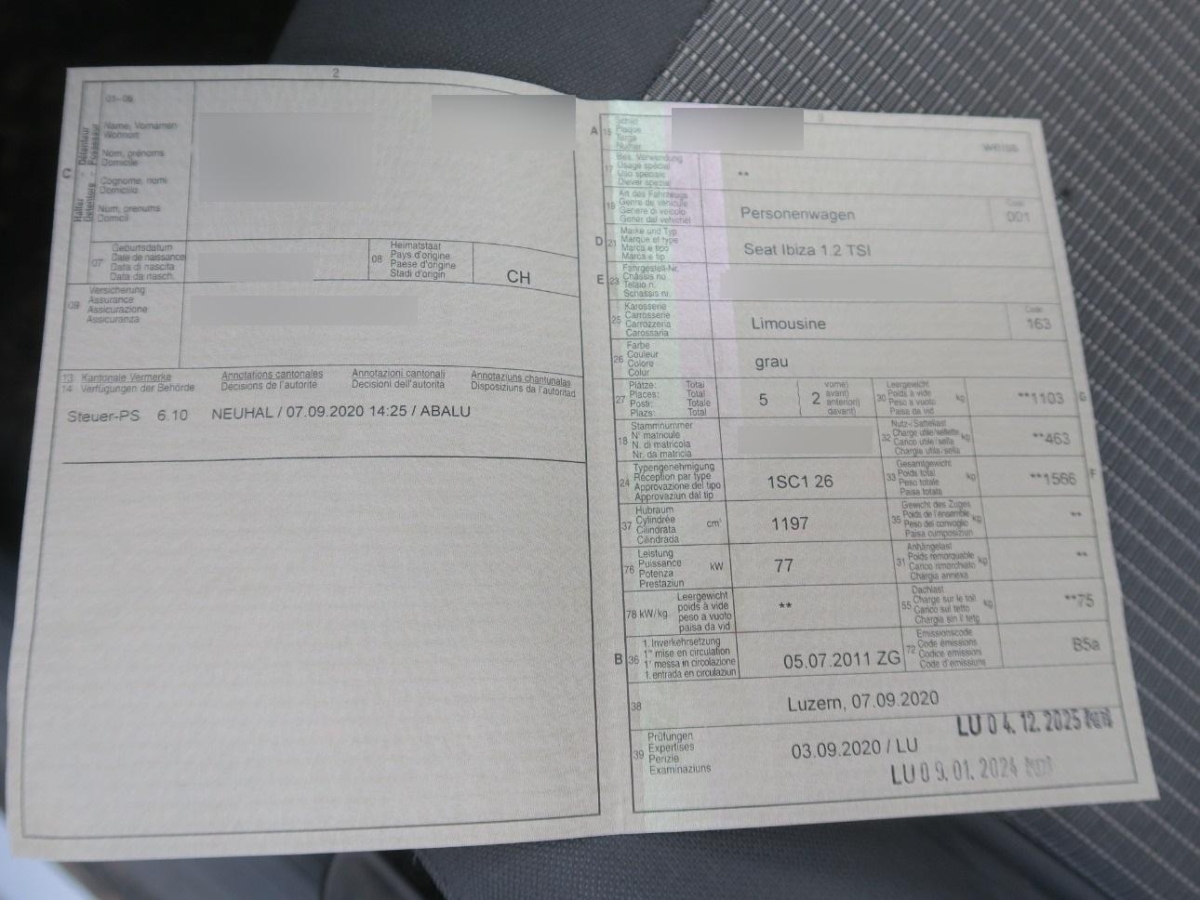 2
01-06
Name, Vornamen
Wohnort
Nom, prénoms
Domicile
Cognome, nomi
Domicilio
Num, prenums
Domicil
C
07
Geburtsdatum
Date de naissance
Data di nascita
Data da nasch.
08
Heimatstaat
Pays d'origine
Paese d'origine
Stadi d'origin
CH
09
Versicherung
Assurance
Assicurazione
Assicuranza
13 Kantonale Vermerke Annotations cantonales Annotazioni cantonali Annotaziuns chantunalas
14 Verfügungen der Behörde Décisions de l'autorité Decisioni dell'autorità Disposiziuns da l'autoritad
Steuer-PS 6.10 NEUHAL / 07.09.2020 14:25 / ABALU
3
A 15
Schild
Plaque
Targa
Numer
weiss
17
Bes. Verwendung
Usage spécial
Uso speciale
Diever spezial
**
19
Art des Fahrzeugs
Genre de véhicule
Genere di veicolo
Gener dal vehichel
Personenwagen
Code
001
D 21
Marke und Typ
Marque et type
Marca e tipo
Marca e tip
Seat Ibiza 1.2 TSI
E 23
Fahrgestell-Nr.
Châssis no.
Telaio n.
Schassis nr.
25
Karosserie
Carrosserie
Carrozzeria
Carossaria
Limousine
Code
163
26
Farbe
Couleur
Colore
Colur
grau
27
Plätze: Total
Places: Total
Posti: Totale
Plazs: Total
5
2
vorne)
avant)
anteriori)
davant)
30
Leergewicht
Poids à vide
Peso a vuoto
Paisa da vid
kg
**1103
G
18
Stammnummer
N° matricule
N. di matricola
Nr. da matricla
32
Nutz-/Sattellast
Charge utile/sellette
Carico utile/sella
Chargia utila/sella
kg
**463
24
Typengenehmigung
Réception par type
Approvazione del tipo
Approvaziun dal tip
1SC1 26
33
Gesamtgewicht
Poids total
Peso totale
Paisa totala
kg
**1566
F
37
Hubraum
Cylindrée
Cilindrata
Cilindrada
cm³
1197
35
Gewicht des Zuges
Poids de l'ensemble
Peso del convoglio
Paisa cumposiziun
kg
**
76
Leistung
Puissance
Potenza
Prestaziun
kW
77
31
Anhängelast
Poids remorquable
Carico rimorchiato
Chargia annexa
kg
**
78 kW/kg
Leergewicht
poids à vide
peso a vuoto
paisa da vid
**
55
Dachlast
Charge sur le toit
Carico sul tetto
Chargia sin il tetg
kg
**75
B 36
1. Inverkehrsetzung
1re mise en circulation
1a messa in circolazione
1. entrada en circulaziun
05.07.2011 ZG
72
Emissionscode
Code émissions
Codice emissioni
Code d'emissiuns
B5a
38
Luzern, 07.09.2020
39
Prüfungen
Expertises
Perizie
Examinaziuns
03.09.2020 / LU
LU 0 4. 12. 2025
LU 0 9. 01. 2024